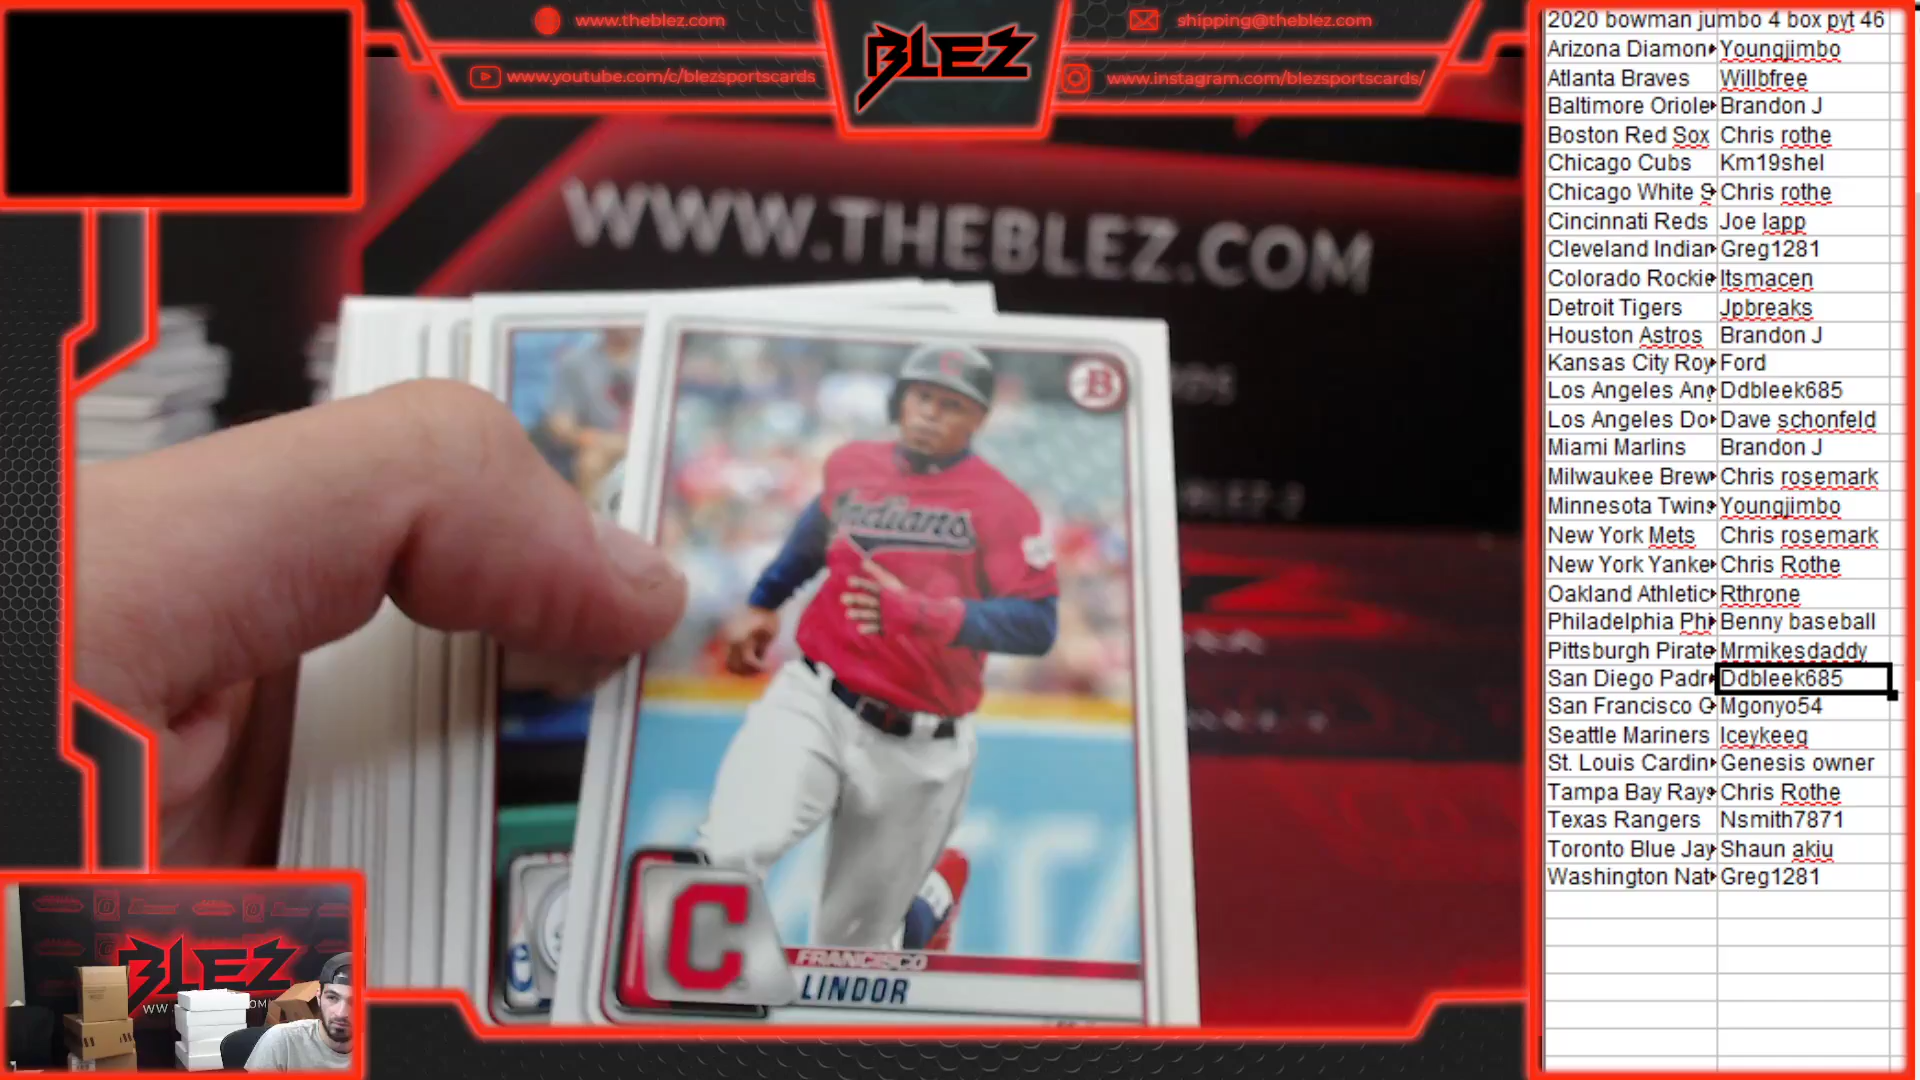 www.theblez.com
www.youtube.com/c/blezsportscards
BLEZ
shipping@theblez.com
www.instagram.com/blezsportscards/
WWW.THEBLEZ.COM
B
Indians
C
FRANCISCO
LINDOR
BLEZ
2020 bowman jumbo 4 box pyt 46
Arizona Diamon Youngjimbo
Atlanta Braves Willbfree
Baltimore Oriole Brandon J
Boston Red Sox Chris rothe
Chicago Cubs Km19shel
Chicago White S Chris rothe
Cincinnati Reds Joe lapp
Cleveland Indian Greg1281
Colorado Rockie Itsmacen
Detroit Tigers Jpbreaks
Houston Astros Brandon J
Kansas City Roy Ford
Los Angeles Ang Ddbleek685
Los Angeles Do Dave schonfeld
Miami Marlins Brandon J
Milwaukee Brew Chris rosemark
Minnesota Twins Youngjimbo
New York Mets Chris rosemark
New York Yanke Chris Rothe
Oakland Athletic Rthrone
Philadelphia Phi Benny baseball
Pittsburgh Pirate Mrmikesdaddy
San Diego Padr Ddbleek685
San Francisco G Mgonyo54
Seattle Mariners Iceykeeg
St. Louis Cardin Genesis owner
Tampa Bay Rays Chris Rothe
Texas Rangers Nsmith7871
Toronto Blue Jay Shaun akiu
Washington Nat Greg1281